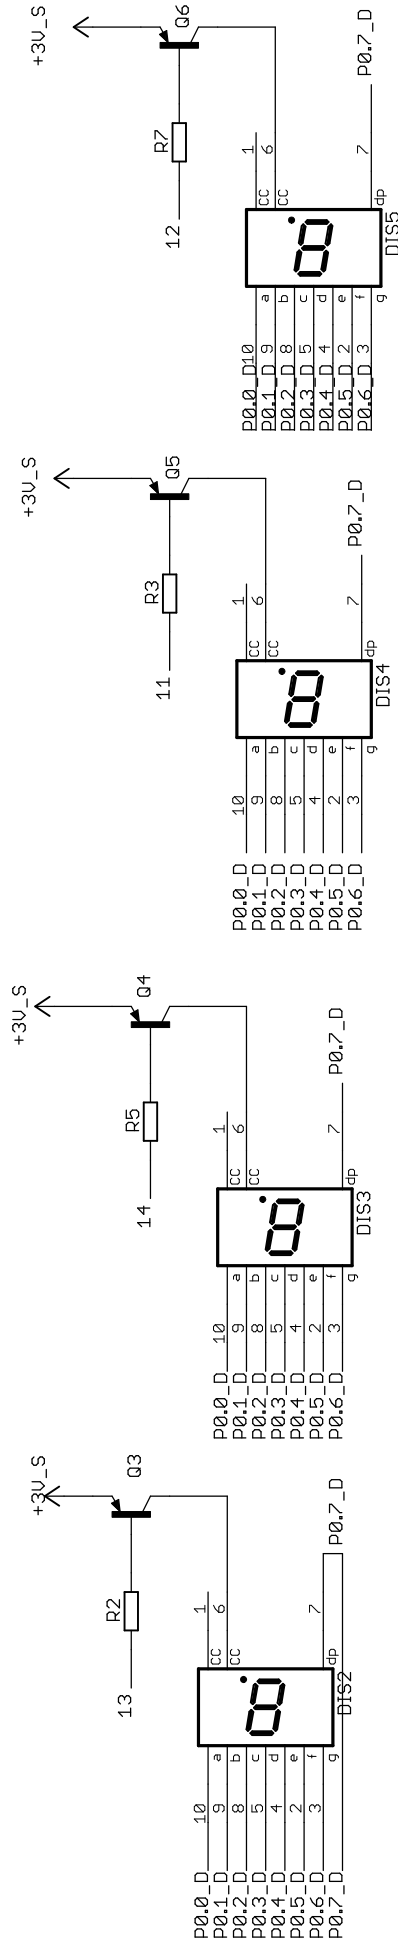 +3V_S
Q3
R2
13
1
6
CC
CC
7
P0.7_D
dp
DIS2
P0.0_D 10 a
P0.1_D 9 b
P0.2_D 8 c
P0.3_D 5 d
P0.4_D 4 e
P0.5_D 2 f
P0.6_D 3 g
P0.7_D
+3V_S
Q4
R5
14
1
6
CC
CC
7
P0.7_D
dp
DIS3
P0.0_D 10 a
P0.1_D 9 b
P0.2_D 8 c
P0.3_D 5 d
P0.4_D 4 e
P0.5_D 2 f
P0.6_D 3 g
+3V_S
Q5
R3
11
1
6
CC
CC
7
P0.7_D
dp
DIS4
P0.0_D 10 a
P0.1_D 9 b
P0.2_D 8 c
P0.3_D 5 d
P0.4_D 4 e
P0.5_D 2 f
P0.6_D 3 g
+3V_S
Q6
R7
12
1
6
CC
CC
7
P0.7_D
dp
DIS5
P0.0_D 10 a
P0.1_D 9 b
P0.2_D 8 c
P0.3_D 5 d
P0.4_D 4 e
P0.5_D 2 f
P0.6_D 3 g